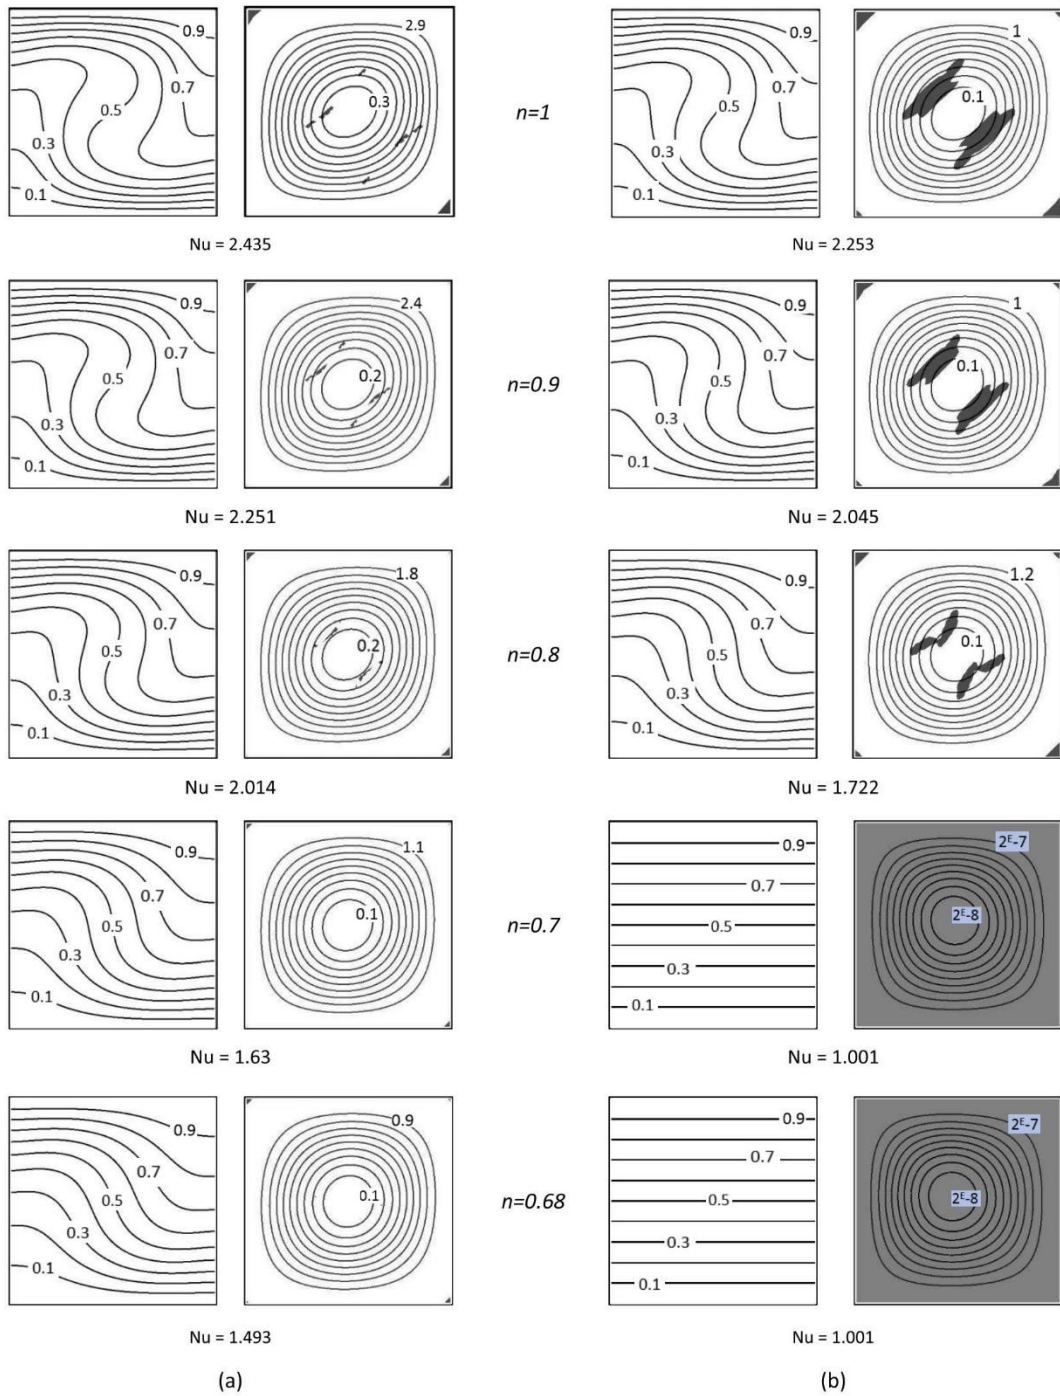 0.9 2.9 0.9 1
0.7 0.7
0.5 0.3 n=1 0.5 0.1
0.3 0.3
0.1 0.1
Nu = 2.435 Nu = 2.253
0.9 2.4 0.9 1
0.7 0.7
0.5 0.2 n=0.9 0.5 0.1
0.3 0.3
0.1 0.1
Nu = 2.251 Nu = 2.045
0.9 1.8 0.9 1.2
0.7 0.7
0.5 0.2 n=0.8 0.5 0.1
0.3 0.3
0.1 0.1
Nu = 2.014 Nu = 1.722
0.9 1.1 0.9 2ᴱ-7
0.7 0.7
0.5 0.1 n=0.7 0.5 2ᴱ-8
0.3 0.3
0.1 0.1
Nu = 1.63 Nu = 1.001
0.9 0.9 0.9 2ᴱ-7
0.7 0.7
0.5 0.1 n=0.68 0.5 2ᴱ-8
0.3 0.3
0.1 0.1
Nu = 1.493 Nu = 1.001
(a) (b)